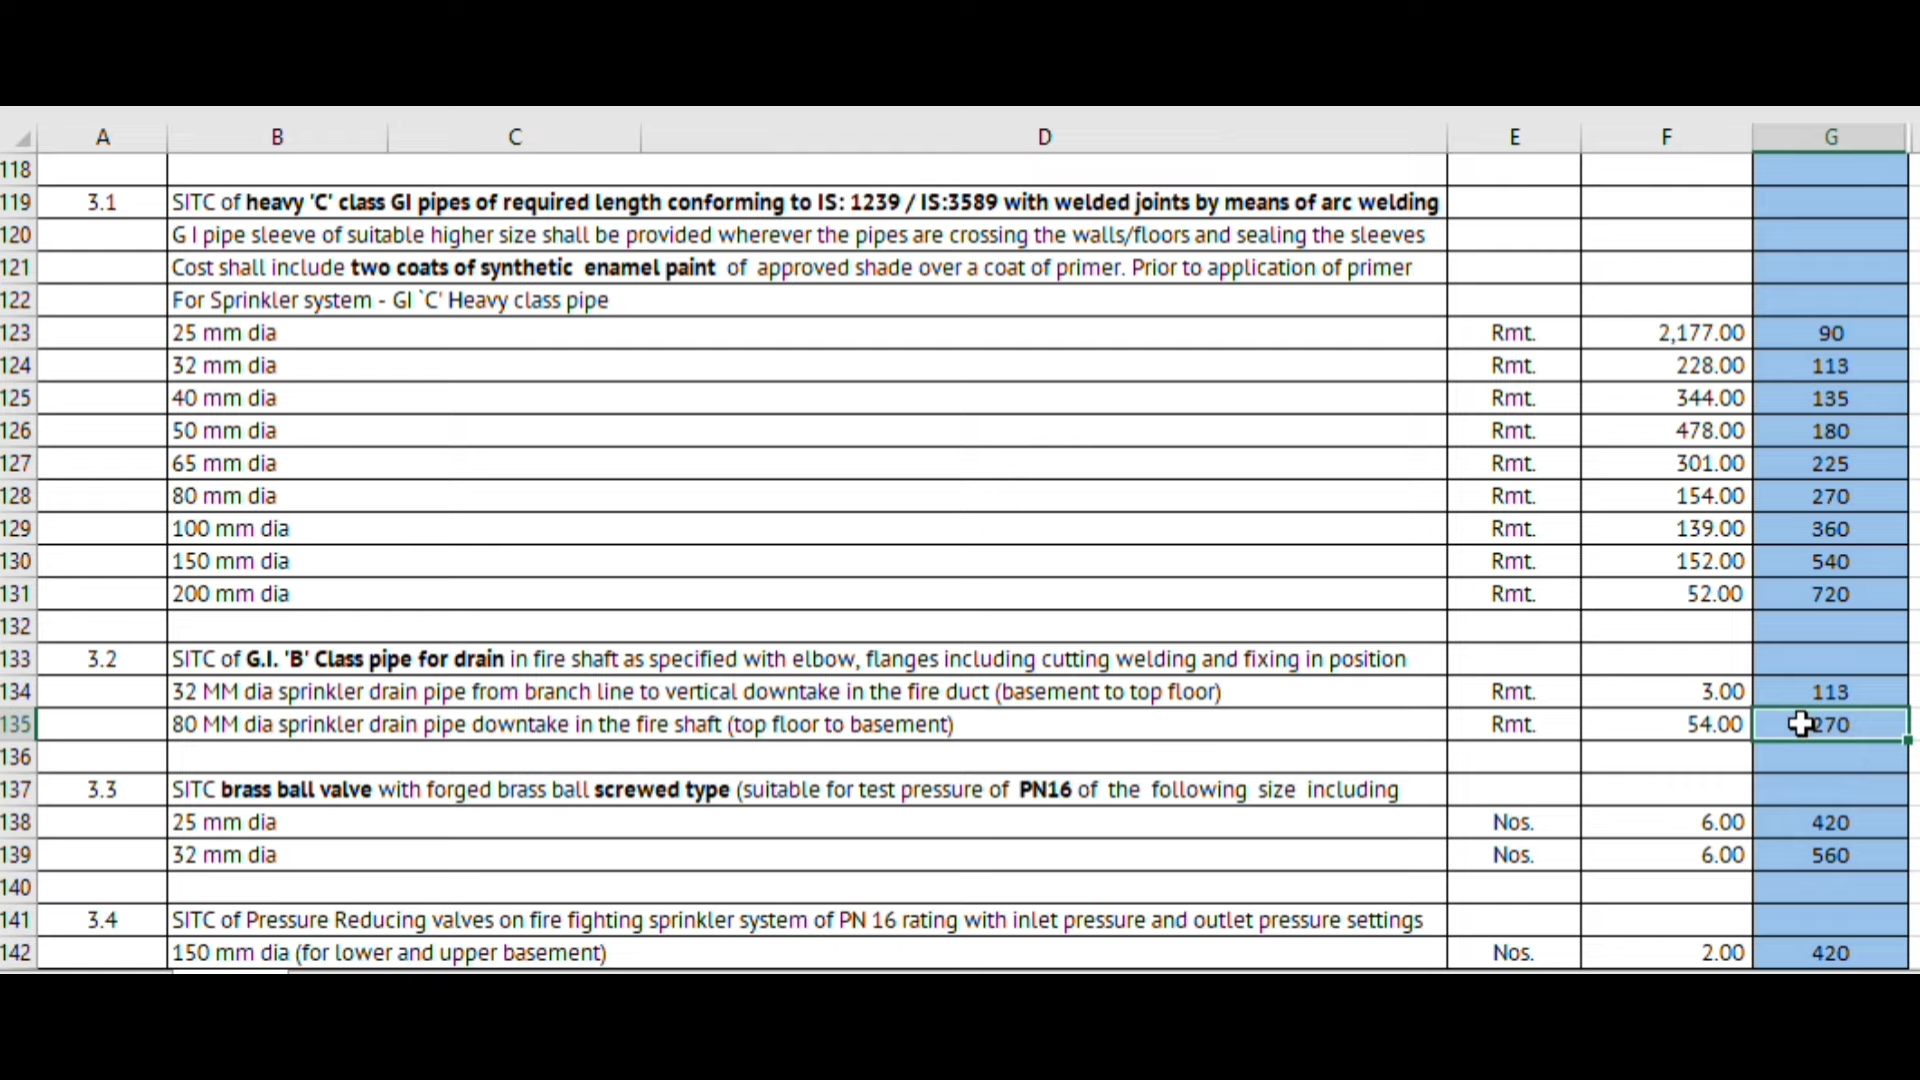 A B C D E F G
118
119 3.1 SITC of heavy 'C' class GI pipes of required length conforming to IS: 1239 / IS:3589 with welded joints by means of arc welding
120 G I pipe sleeve of suitable higher size shall be provided wherever the pipes are crossing the walls/floors and sealing the sleeves
121 Cost shall include two coats of synthetic enamel paint of approved shade over a coat of primer. Prior to application of primer
122 For Sprinkler system - GI `C' Heavy class pipe
123 25 mm dia Rmt. 2,177.00 90
124 32 mm dia Rmt. 228.00 113
125 40 mm dia Rmt. 344.00 135
126 50 mm dia Rmt. 478.00 180
127 65 mm dia Rmt. 301.00 225
128 80 mm dia Rmt. 154.00 270
129 100 mm dia Rmt. 139.00 360
130 150 mm dia Rmt. 152.00 540
131 200 mm dia Rmt. 52.00 720
132
133 3.2 SITC of G.I. 'B' Class pipe for drain in fire shaft as specified with elbow, flanges including cutting welding and fixing in position
134 32 MM dia sprinkler drain pipe from branch line to vertical downtake in the fire duct (basement to top floor) Rmt. 3.00 113
135 80 MM dia sprinkler drain pipe downtake in the fire shaft (top floor to basement) Rmt. 54.00 270
136
137 3.3 SITC brass ball valve with forged brass ball screwed type (suitable for test pressure of PN16 of the following size including
138 25 mm dia Nos. 6.00 420
139 32 mm dia Nos. 6.00 560
140
141 3.4 SITC of Pressure Reducing valves on fire fighting sprinkler system of PN 16 rating with inlet pressure and outlet pressure settings
142 150 mm dia (for lower and upper basement) Nos. 2.00 420